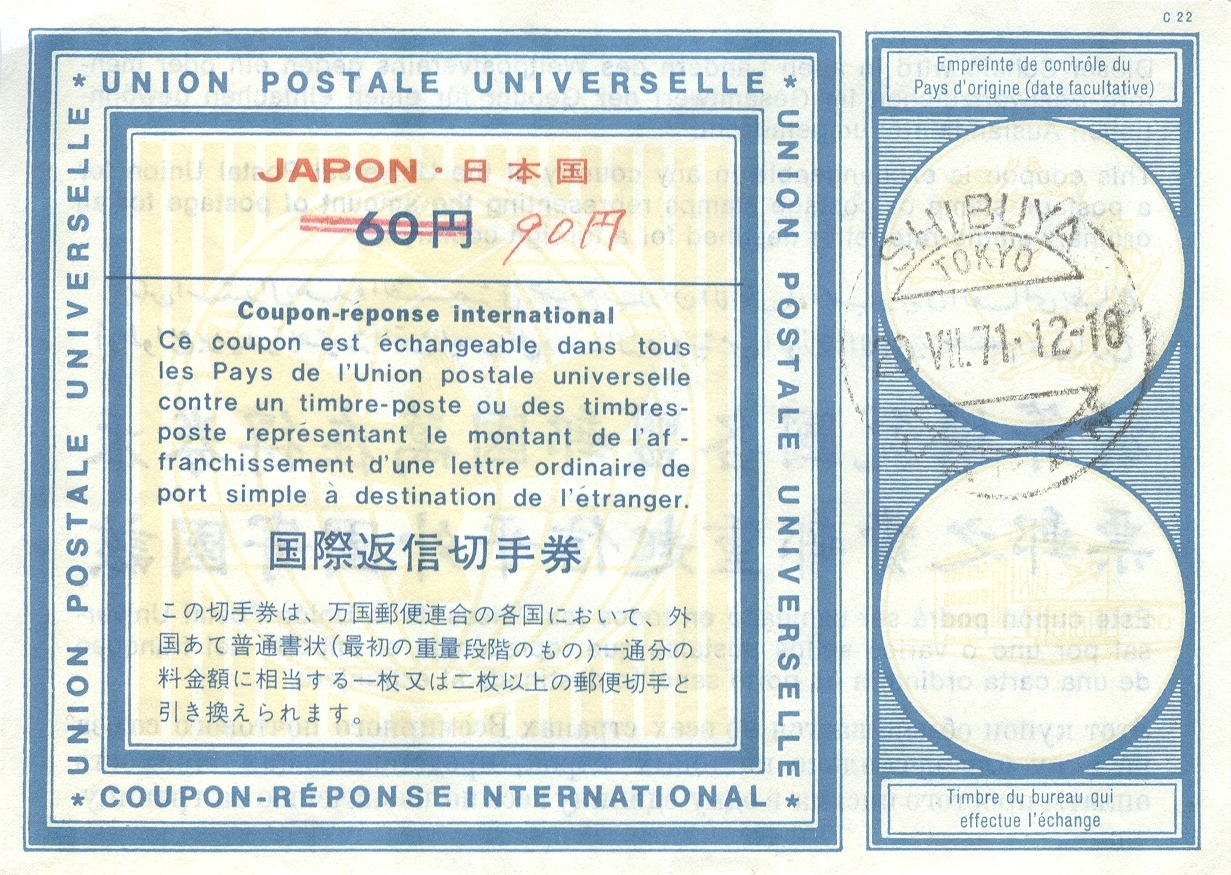 C 22
* UNION POSTALE UNIVERSELLE *
UNION POSTALE UNIVERSELLE
UNION POSTALE UNIVERSELLE
JAPON・日本国
60円 90円
Coupon-réponse international
Ce coupon est échangeable dans tous
les Pays de l'Union postale universelle
contre un timbre-poste ou des timbres-
poste représentant le montant de l'af-
franchissement d'une lettre ordinaire de
port simple à destination de l'étranger.
国際返信切手券
この切手券は、万国郵便連合の各国において、外
国あて普通書状(最初の重量段階のもの)一通分の
料金額に相当する一枚又は二枚以上の郵便切手と
引き換えられます。
* COUPON-RÉPONSE INTERNATIONAL *
Empreinte de contrôle du
Pays d'origine (date facultative)
SHIBUYA
TOKYO
VII.71.12-18
Timbre du bureau qui
effectue l'échange